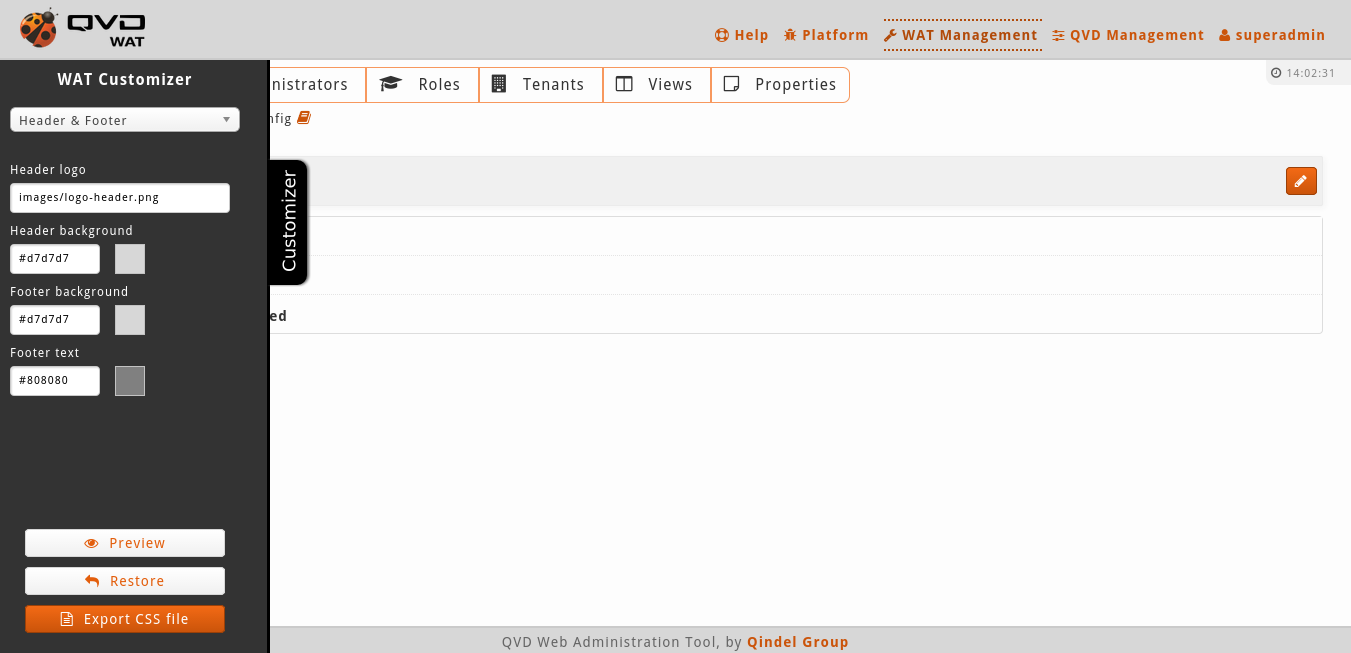 QVD
WAT
Help Platform WAT Management QVD Management superadmin
WAT Customizer
nistrators Roles Tenants Views Properties
14:02:31
Header & Footer
nfig
Header logo
images/logo-header.png
Customizer
Header background
#d7d7d7
Footer background
#d7d7d7
ed
Footer text
#808080
Preview
Restore
Export CSS file
QVD Web Administration Tool, by Qindel Group